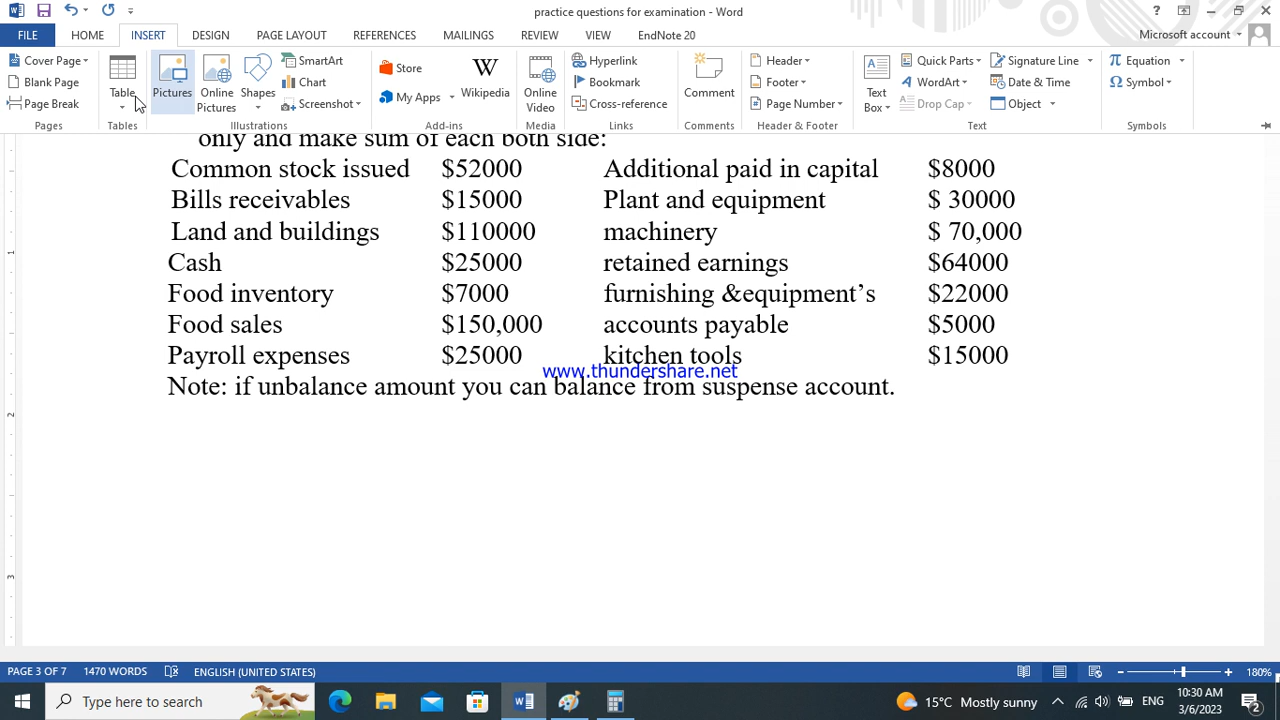 practice questions for examination - Word
?
FILE HOME INSERT DESIGN PAGE LAYOUT REFERENCES MAILINGS REVIEW VIEW EndNote 20 Microsoft account
Cover Page
Blank Page
Page Break
Pages
Table
Tables
Pictures
Online
Pictures
Shapes
SmartArt
Chart
Screenshot
Illustrations
Store
My Apps
W
Wikipedia
Add-ins
Online
Video
Media
Hyperlink
Bookmark
Cross-reference
Links
Comment
Comments
Header
Footer
Page Number
Header & Footer
Text
Box
Quick Parts
WordArt
Drop Cap
Signature Line
Date & Time
Object
Text
Equation
Symbol
Symbols
only and make sum of each both side:
Common stock issued $52000 Additional paid in capital $8000
Bills receivables $15000 Plant and equipment $ 30000
Land and buildings $110000 machinery $ 70,000
Cash $25000 retained earnings $64000
Food inventory $7000 furnishing &equipment’s $22000
Food sales $150,000 accounts payable $5000
Payroll expenses $25000 kitchen tools $15000
www.thundershare.net
Note: if unbalance amount you can balance from suspense account.
1
2
3
PAGE 3 OF 7 1470 WORDS ENGLISH (UNITED STATES) 180%
Type here to search
15°C Mostly sunny
ENG
10:30 AM
3/6/2023
2